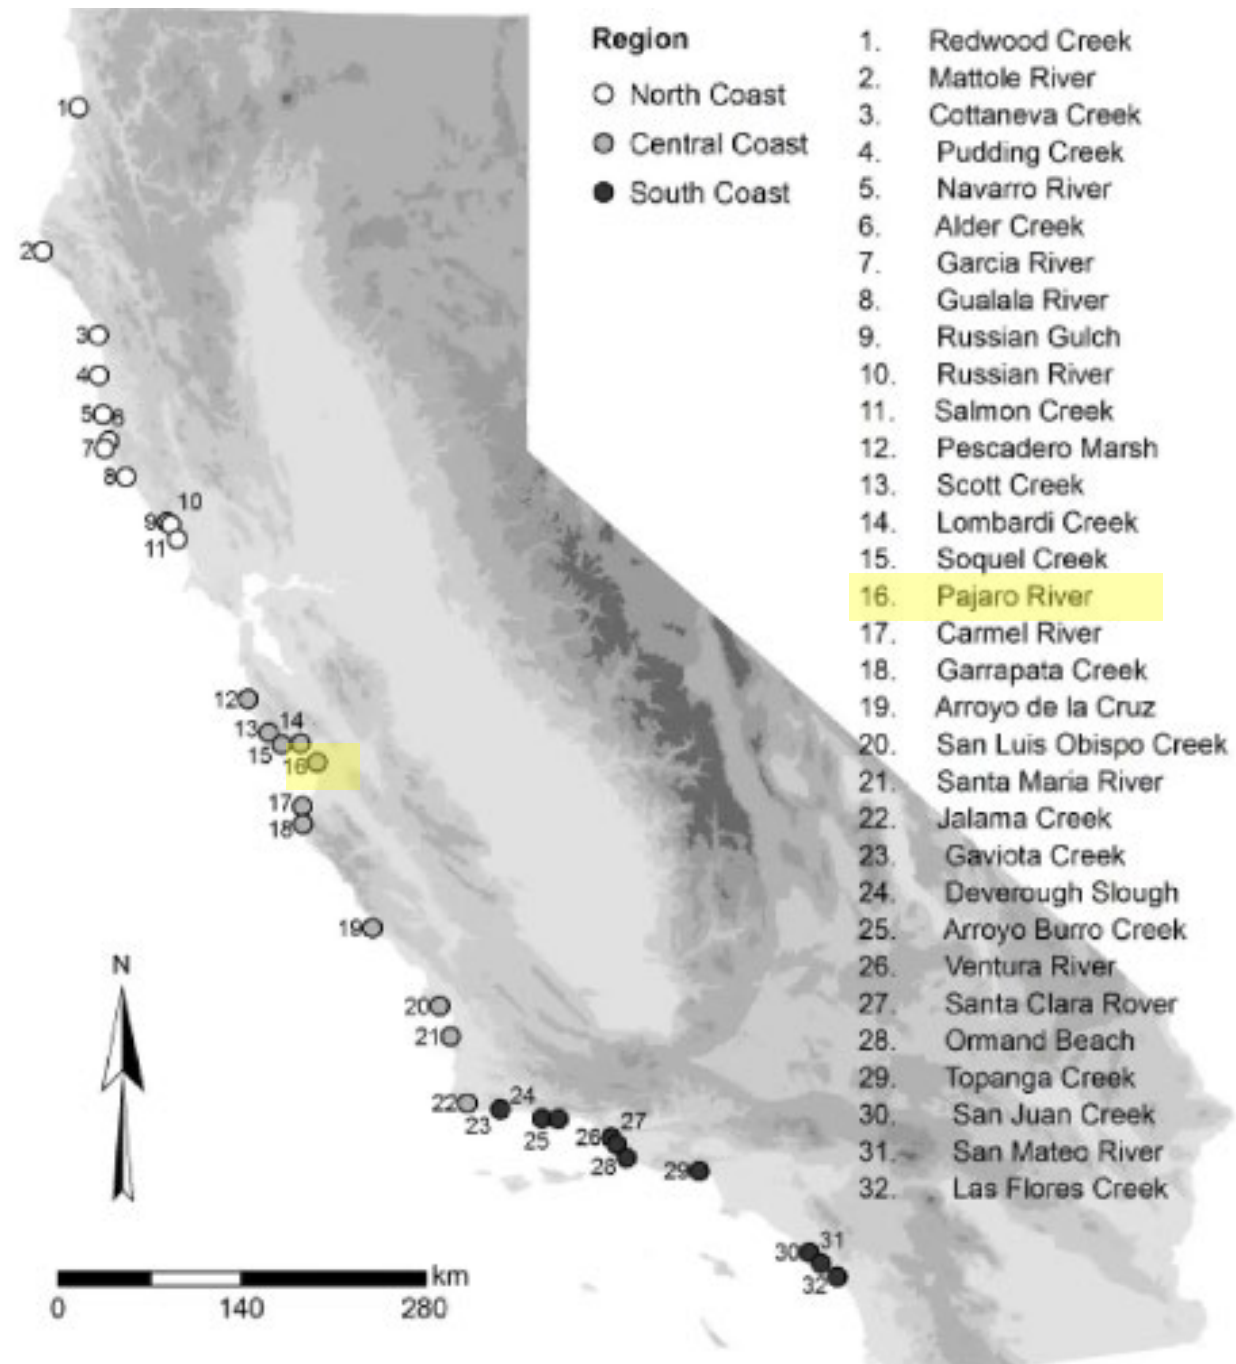 Region
North Coast
Central Coast
South Coast
1. Redwood Creek
2. Mattole River
3. Cottaneva Creek
4. Pudding Creek
5. Navarro River
6. Alder Creek
7. Garcia River
8. Gualala River
9. Russian Gulch
10. Russian River
11. Salmon Creek
12. Pescadero Marsh
13. Scott Creek
14. Lombardi Creek
15. Soquel Creek
16. Pajaro River
17. Carmel River
18. Garrapata Creek
19. Arroyo de la Cruz
20. San Luis Obispo Creek
21. Santa Maria River
22. Jalama Creek
23. Gaviota Creek
24. Deverough Slough
25. Arroyo Burro Creek
26. Ventura River
27. Santa Clara Rover
28. Ormand Beach
29. Topanga Creek
30. San Juan Creek
31. San Mateo River
32. Las Flores Creek
1
2
3
4
5 6
7
8
10
9
11
12
13 14
15
16
17
18
19
20
21
22 24
23
25
26 27
28
29
30 31
32
N
km
0 140 280